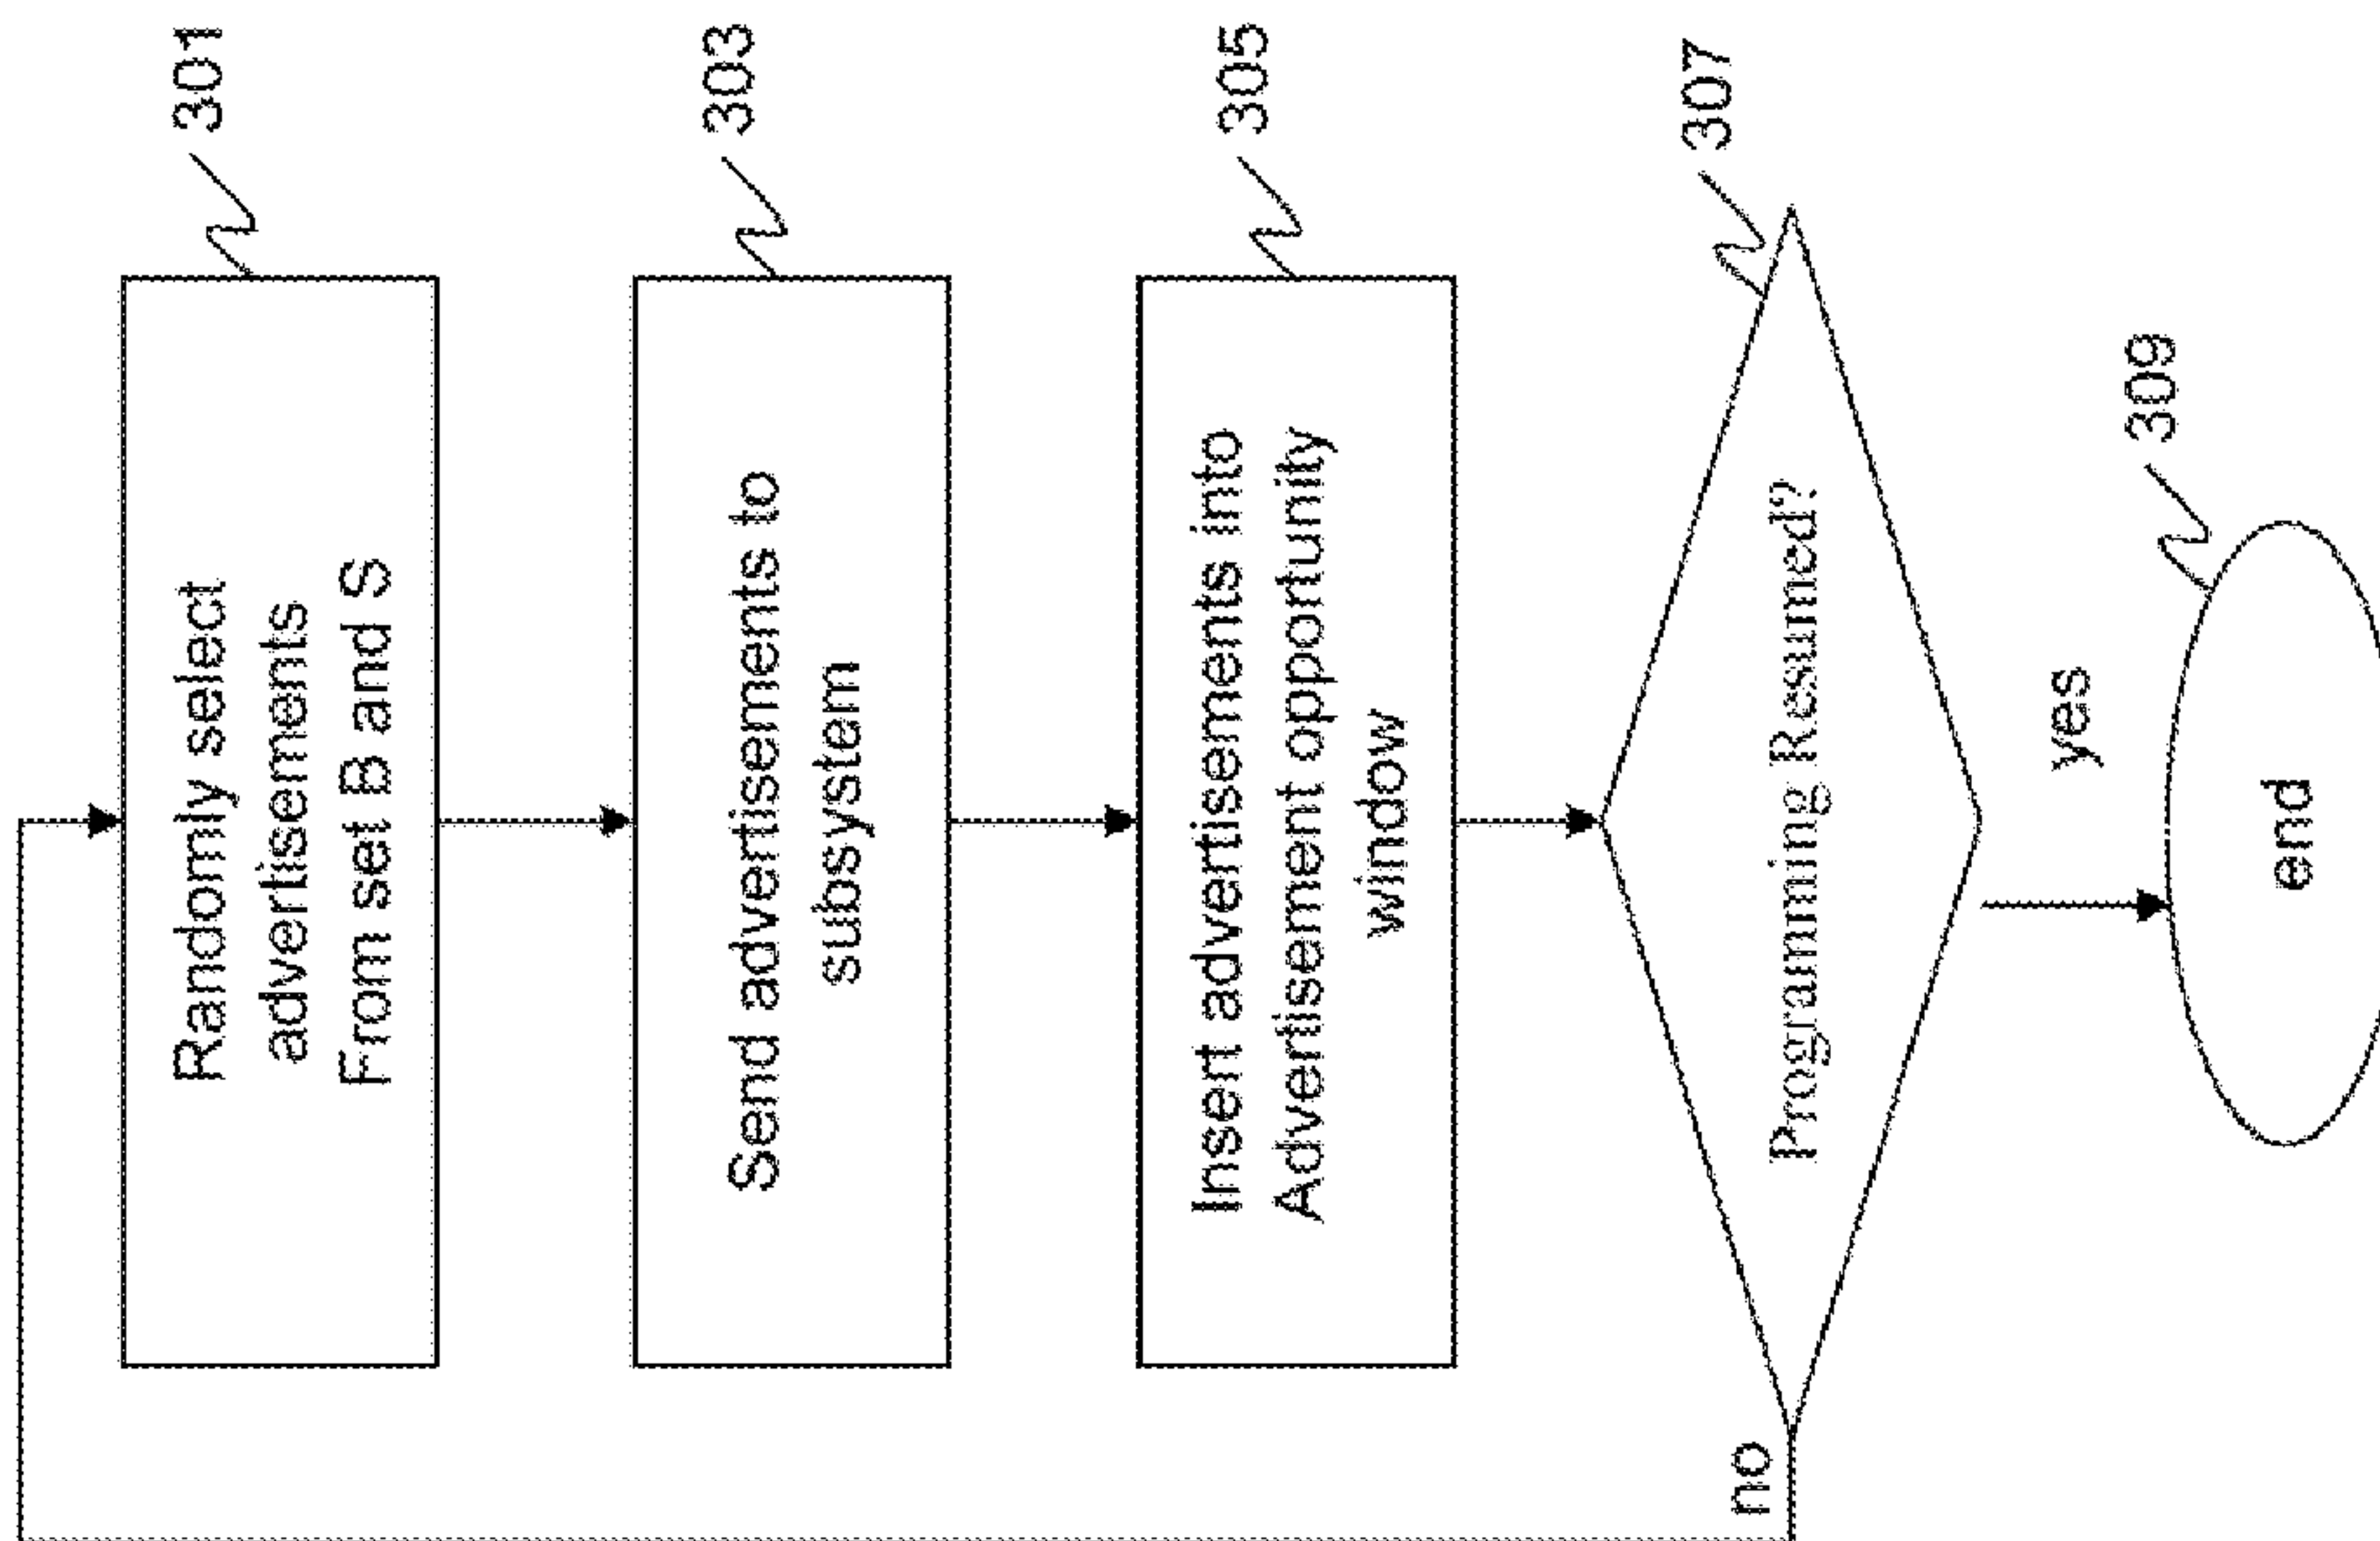 301
Randomly select
advertisements
From set B and S
303
Send advertisements to
subsystem
305
Insert advertisements into
Advertisement opportunity
window
307
Programming Resumed?
no
yes
309
end